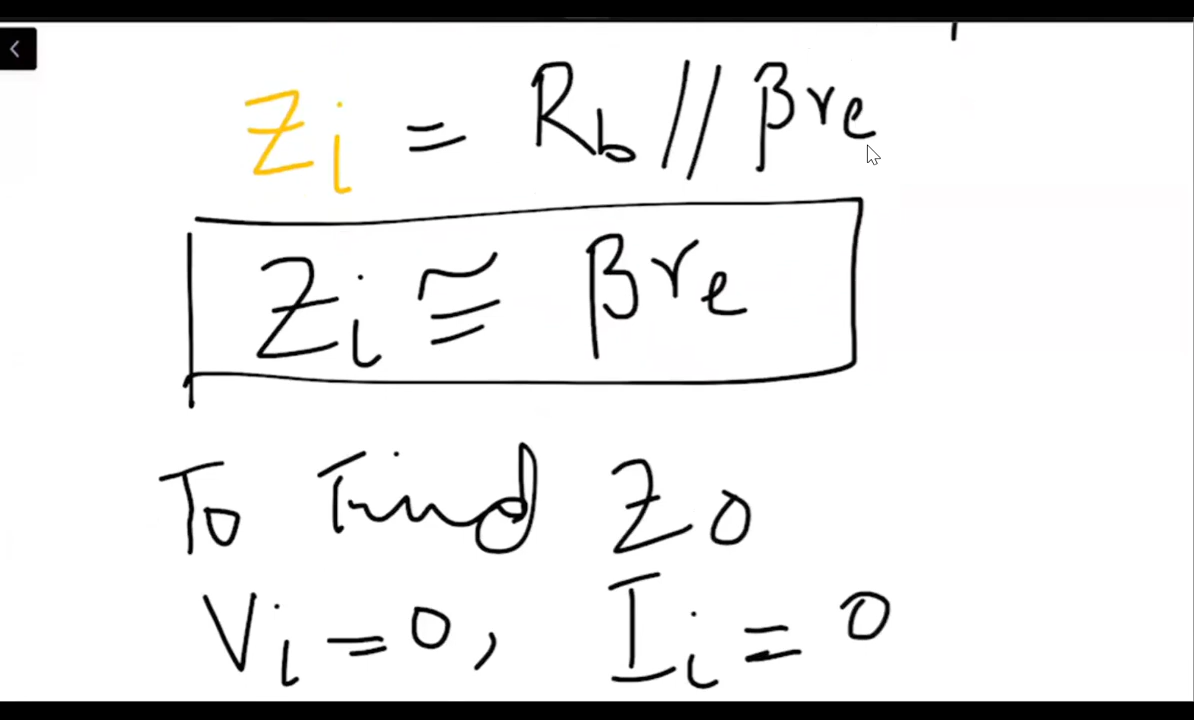 Zi = Rb // βre
Zi ≅ βre
To Find Zo
Vi = 0, Ii = 0